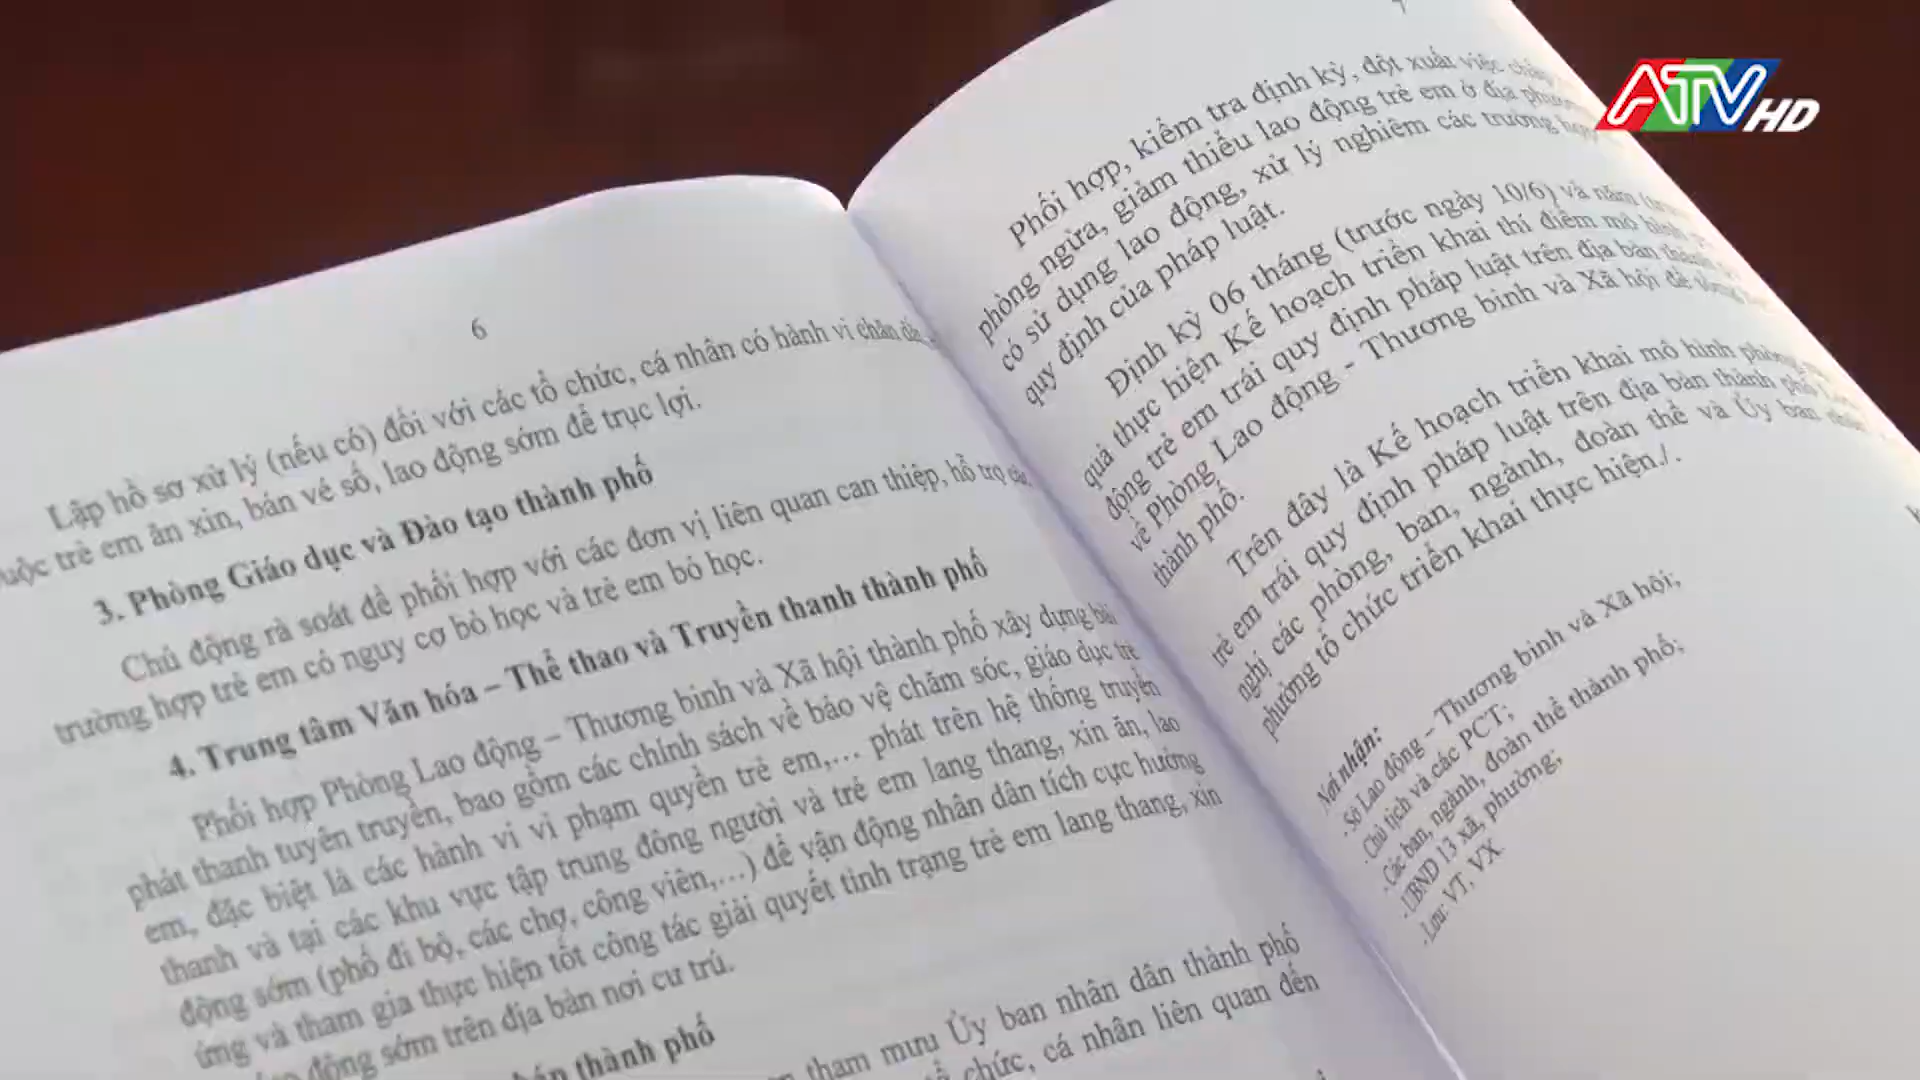 6
Lập hồ sơ xử lý (nếu có) đối với các tổ chức, cá nhân có hành vi chăn dắt,
buộc trẻ em ăn xin, bán vé số, lao động sớm để trục lợi.
3. Phòng Giáo dục và Đào tạo thành phố
Chủ động rà soát để phối hợp với các đơn vị liên quan can thiệp, hỗ trợ các
trường hợp trẻ em có nguy cơ bỏ học và trẻ em bỏ học.
4. Trung tâm Văn hóa – Thể thao và Truyền thanh thành phố
Phối hợp Phòng Lao động – Thương binh và Xã hội thành phố xây dựng bài
phát thanh tuyên truyền, bao gồm các chính sách về bảo vệ chăm sóc, giáo dục trẻ
em, đặc biệt là các hành vi vi phạm quyền trẻ em,… phát trên hệ thống truyền
thanh và tại các khu vực tập trung đông người và trẻ em lang thang, xin ăn, lao
động sớm (phố đi bộ, các chợ, công viên,…) để vận động nhân dân tích cực hưởng
ứng và tham gia thực hiện tốt công tác giải quyết tình trạng trẻ em lang thang, xin
động sớm trên địa bàn nơi cư trú.
thành phố
tham mưu Ủy ban nhân dân thành phố
chức, cá nhân liên quan đến
7
Phối hợp, kiểm tra định kỳ, đột xuất việc chấp
phòng ngừa, giảm thiểu lao động trẻ em ở địa phương
có sử dụng lao động, xử lý nghiêm các trường hợp
quy định của pháp luật.
Định kỳ 06 tháng (trước ngày 10/6) và năm (trước
quả thực hiện Kế hoạch triển khai thí điểm mô hình
động trẻ em trái quy định pháp luật trên địa bàn thành
về Phòng Lao động - Thương binh và Xã hội để tổng
thành phố.
Trên đây là Kế hoạch triển khai mô hình phòng
trẻ em trái quy định pháp luật trên địa bàn thành phố
nghị các phòng, ban, ngành, đoàn thể và Ủy ban nhân
phường tổ chức triển khai thực hiện./.
Nơi nhận:
- Sở Lao động – Thương binh và Xã hội;
- Chủ tịch và các PCT;
- Các ban, ngành, đoàn thể thành phố;
- UBND 13 xã, phường;
- Lưu: VT, VX.
ATV HD